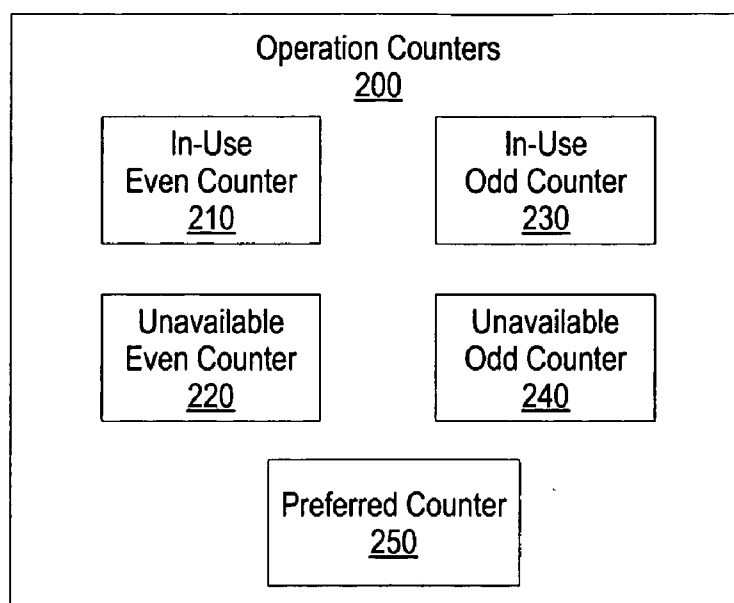 Operation Counters
200
In-Use
Even Counter
210
In-Use
Odd Counter
230
Unavailable
Even Counter
220
Unavailable
Odd Counter
240
Preferred Counter
250